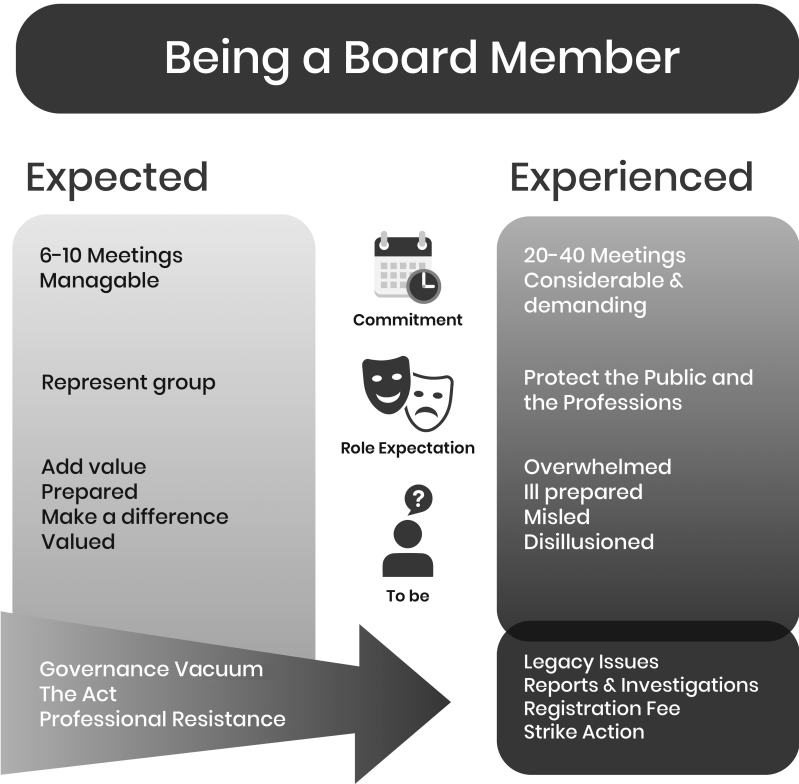 Being a Board Member
Expected
Experienced
6-10 Meetings
Managable
Commitment
20-40 Meetings
Considerable &
demanding
Represent group
Role Expectation
Protect the Public and
the Professions
Add value
Prepared
Make a difference
Valued
?
To be
Overwhelmed
Ill prepared
Misled
Disillusioned
Governance Vacuum
The Act
Professional Resistance
Legacy Issues
Reports & Investigations
Registration Fee
Strike Action